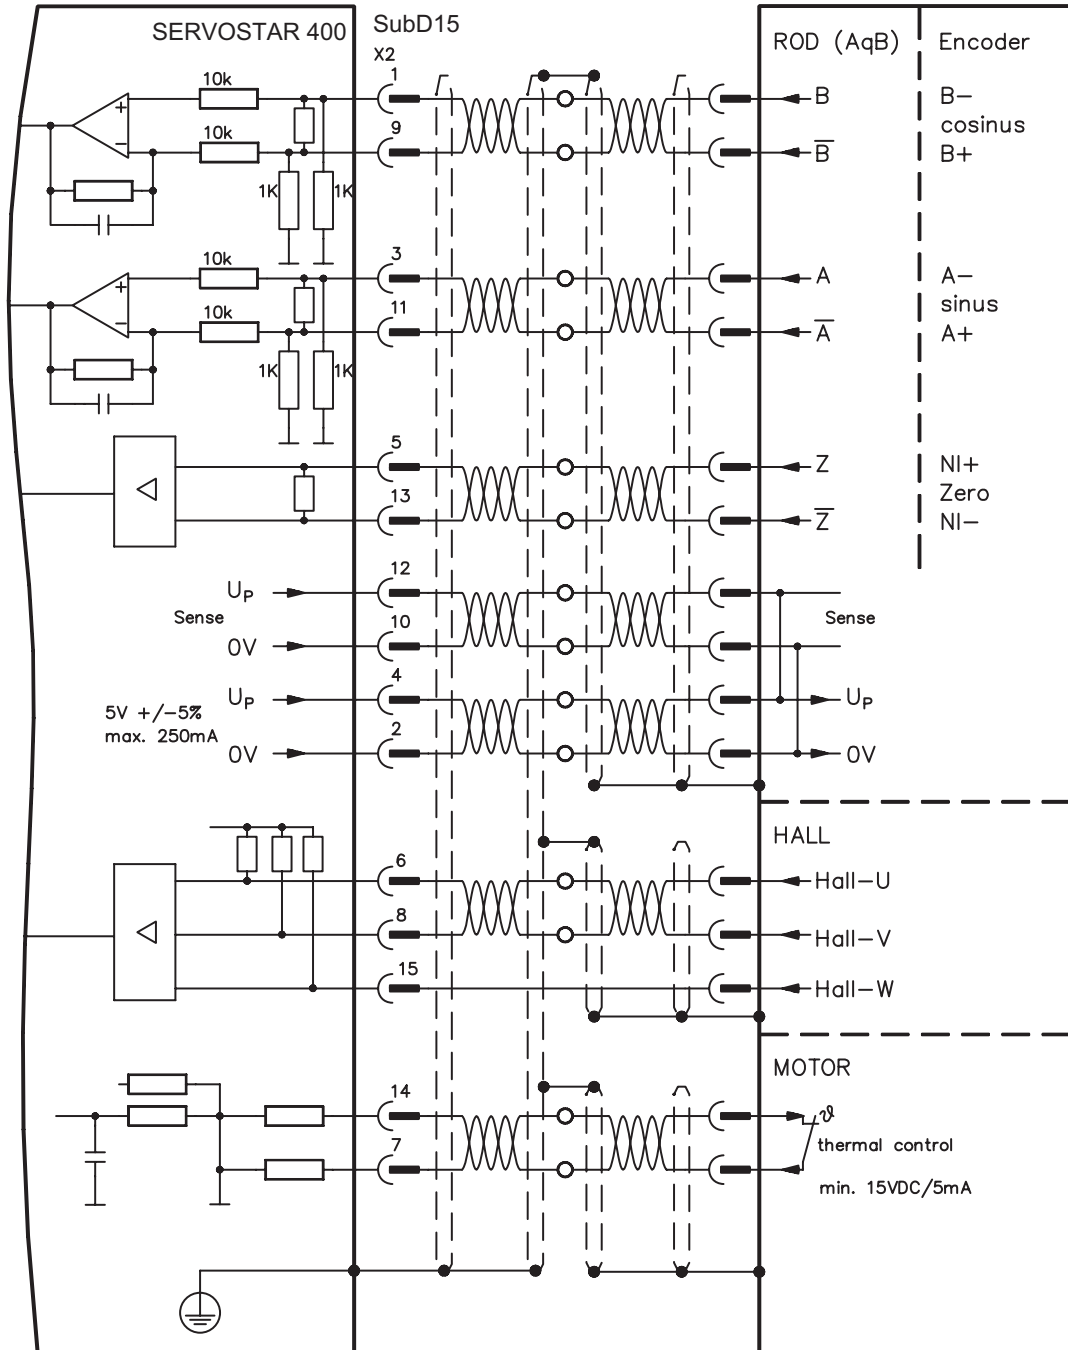 SERVOSTAR 400
SubD15
X2
ROD (AqB)
Encoder
10k
1
B
B−
cosinus
10k
9
B̅
B+
1K
1K
10k
3
A
A−
sinus
10k
11
A̅
A+
1K
1K
5
Z
NI+
Zero
13
Z̅
NI−
UP
12
Sense
Sense
0V
10
UP
4
UP
5V +/−5%
max. 250mA
0V
2
0V
HALL
6
Hall−U
8
Hall−V
15
Hall−W
MOTOR
14
ϑ
thermal control
7
min. 15VDC/5mA